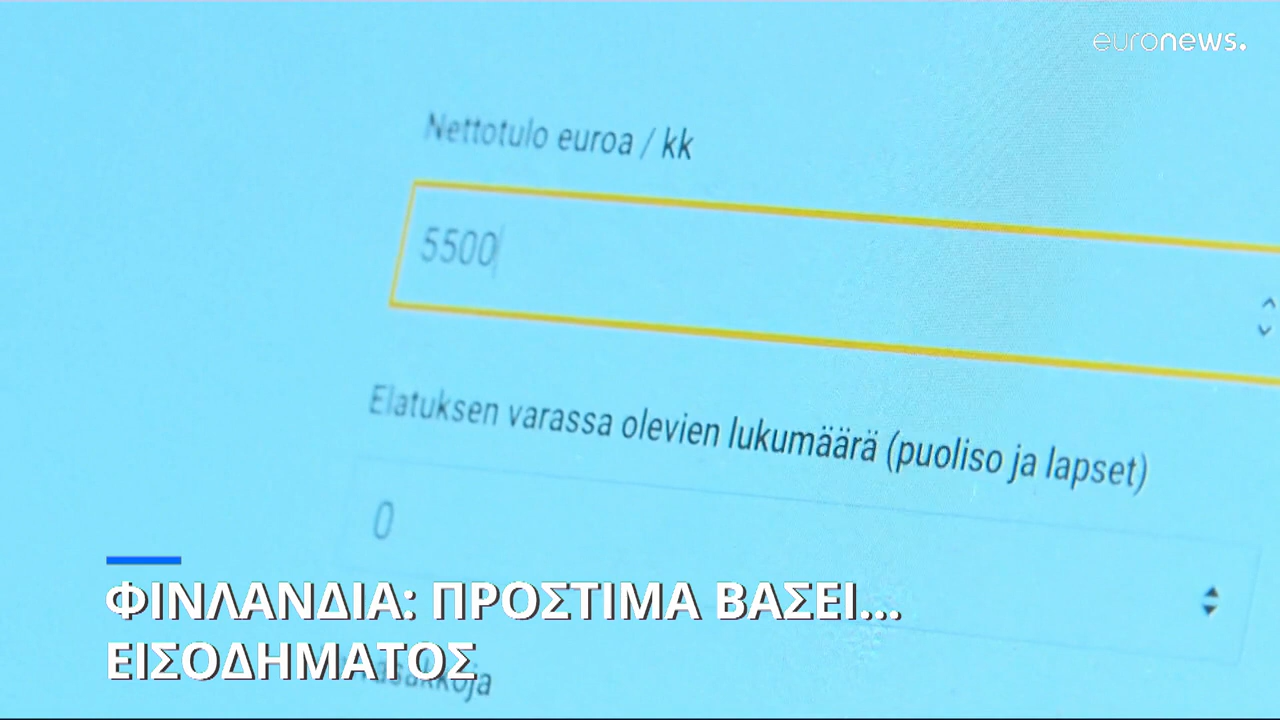 euronews.
Nettotulo euroa / kk
5500
Elatuksen varassa olevien lukumäärä (puoliso ja lapset)
0
ΦΙΝΛΑΝΔΙΑ: ΠΡΟΣΤΙΜΑ ΒΑΣΕΙ...
ΕΙΣΟΔΗΜΑΤΟΣ